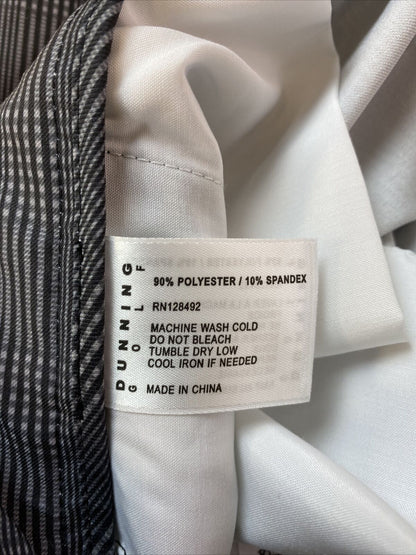 DUNNING
GOLF
90% POLYESTER / 10% SPANDEX
RN128492
MACHINE WASH COLD
DO NOT BLEACH
TUMBLE DRY LOW
COOL IRON IF NEEDED
MADE IN CHINA